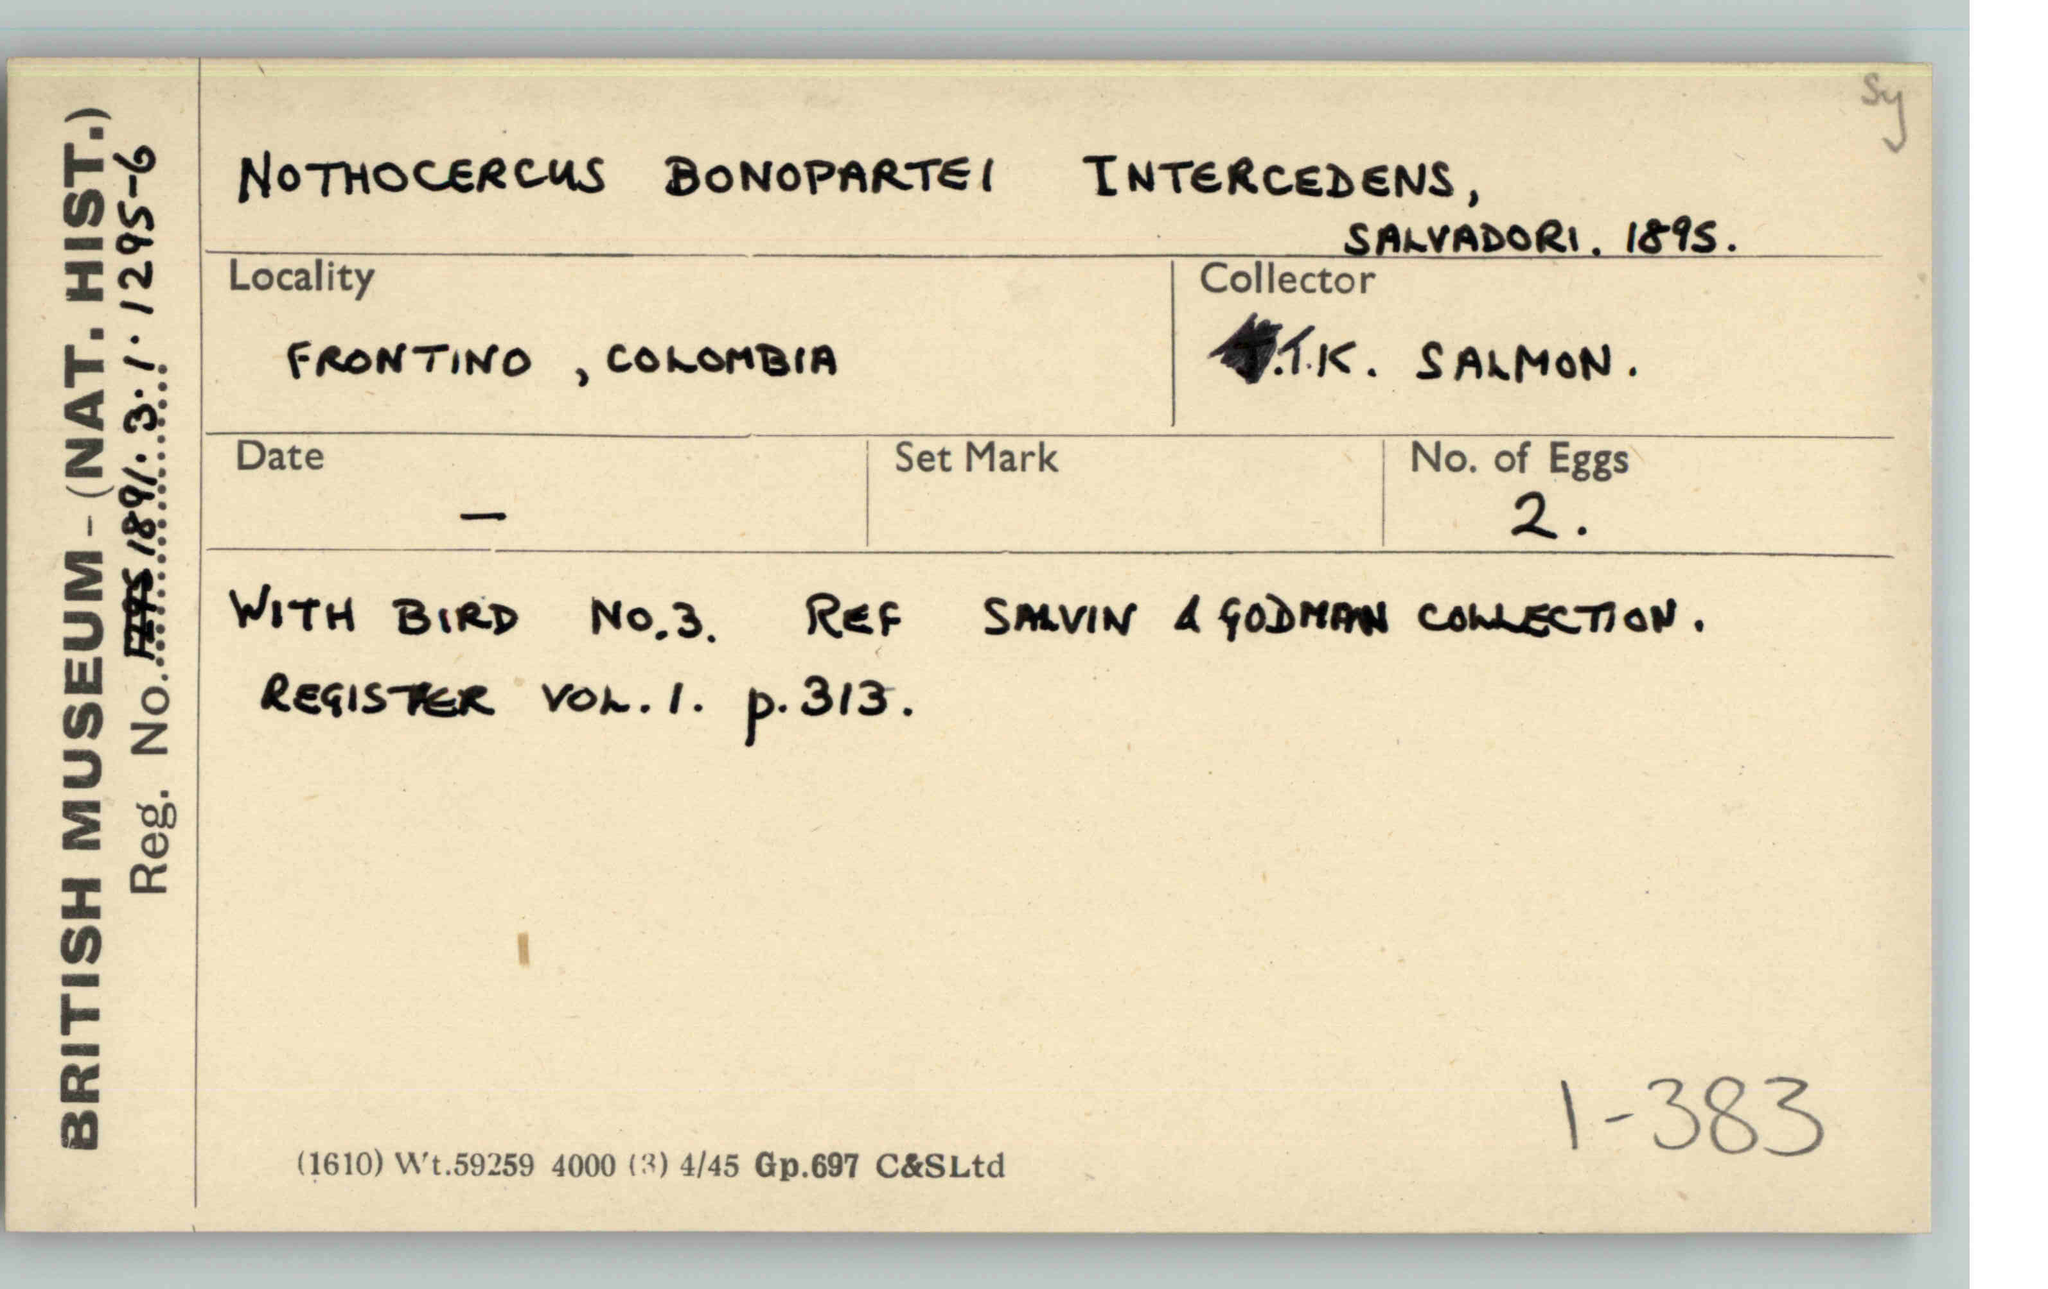 Sy
BRITISH MUSEUM-(NAT. HIST.)
Reg. No. 1295 1891.3.1.1295-6
NOTHOCERCUS BONOPARTEI INTERCEDENS,
SALVADORI. 1895.
Locality
FRONTINO, COLOMBIA
Collector
T.K. SALMON.
Date
—
Set Mark
No. of Eggs
2.
WITH BIRD NO.3. REF SALVIN & GODMAN COLLECTION.
REGISTER VOL.1. p.313.
1-383
(1610) Wt.59259 4000 (3) 4/45 Gp.697 C&SLtd